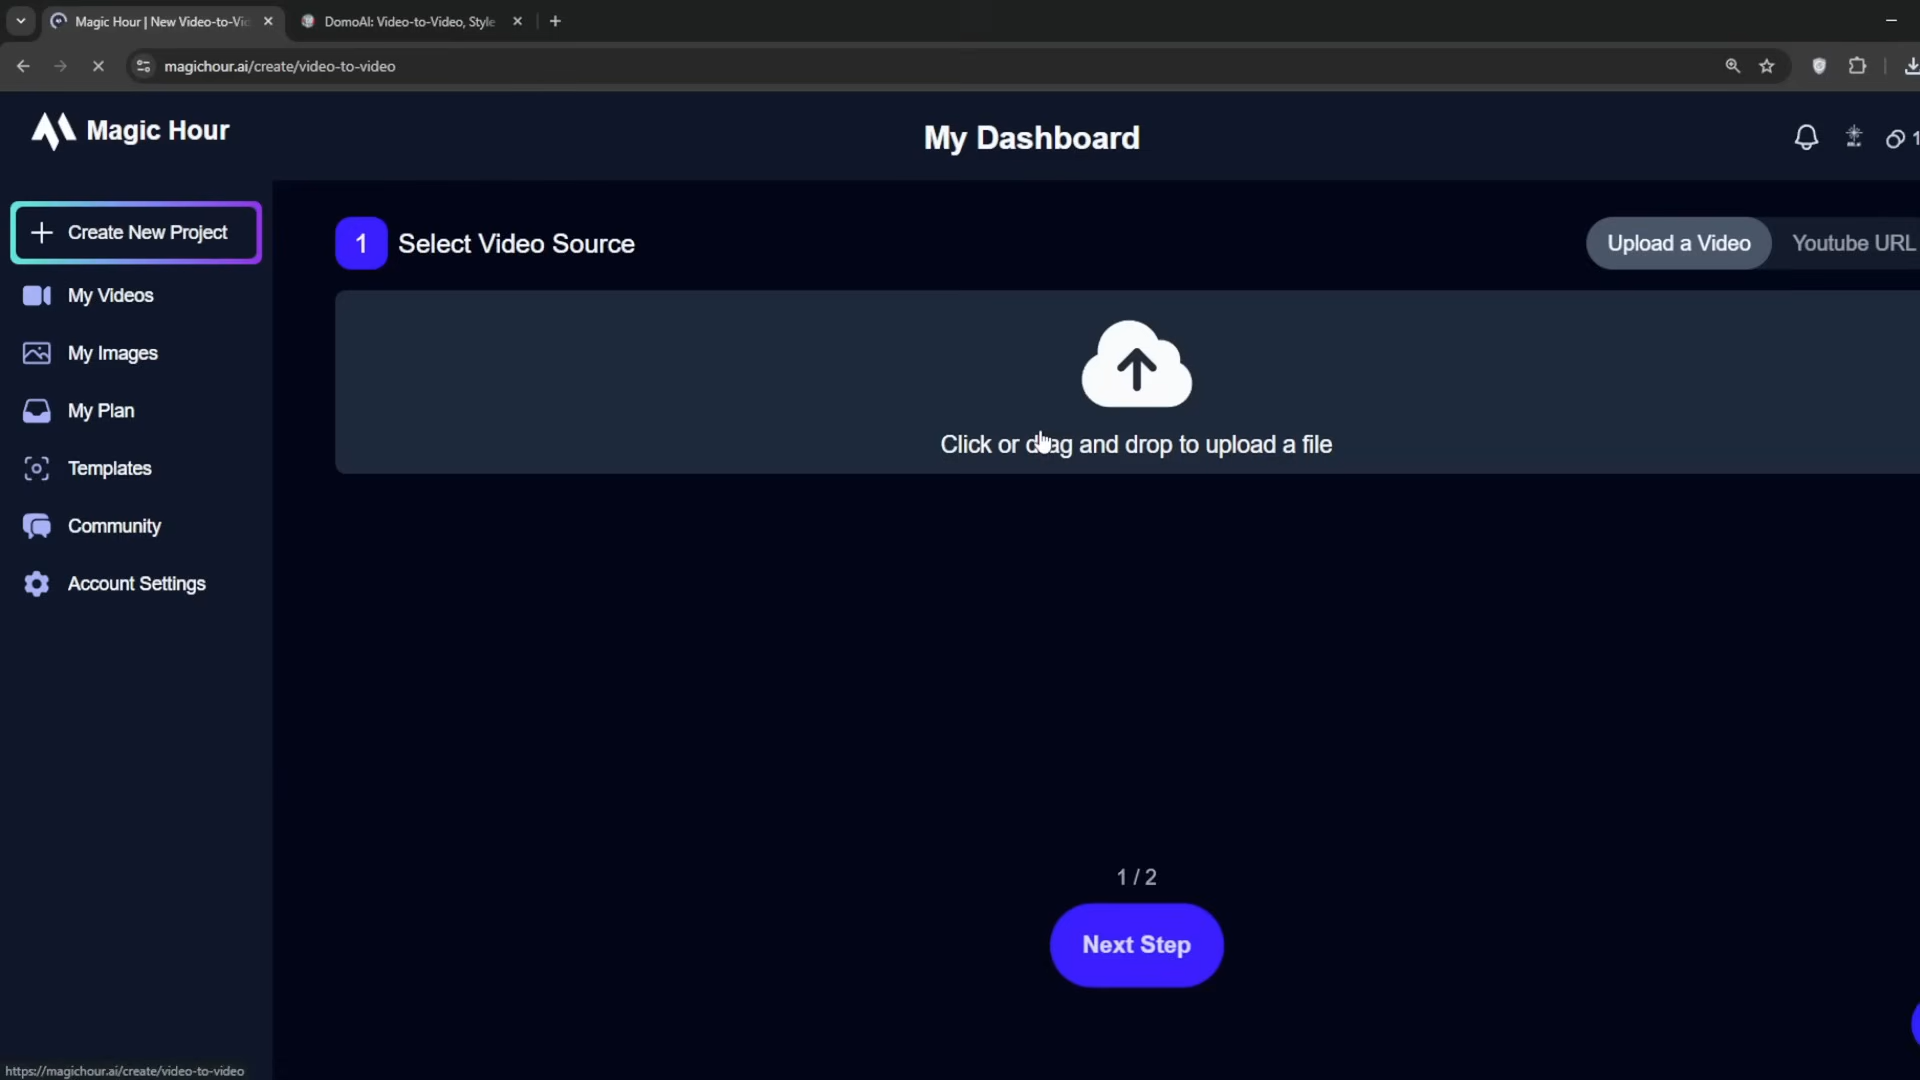 Magic Hour | New Video-to-Vi
DomoAI: Video-to-Video, Style
magichour.ai/create/video-to-video
Magic Hour
My Dashboard
1
Create New Project
1
Select Video Source
Upload a Video
Youtube URL
My Videos
My Images
Click or drag and drop to upload a file
My Plan
Templates
Community
Account Settings
1 / 2
Next Step
https://magichour.ai/create/video-to-video